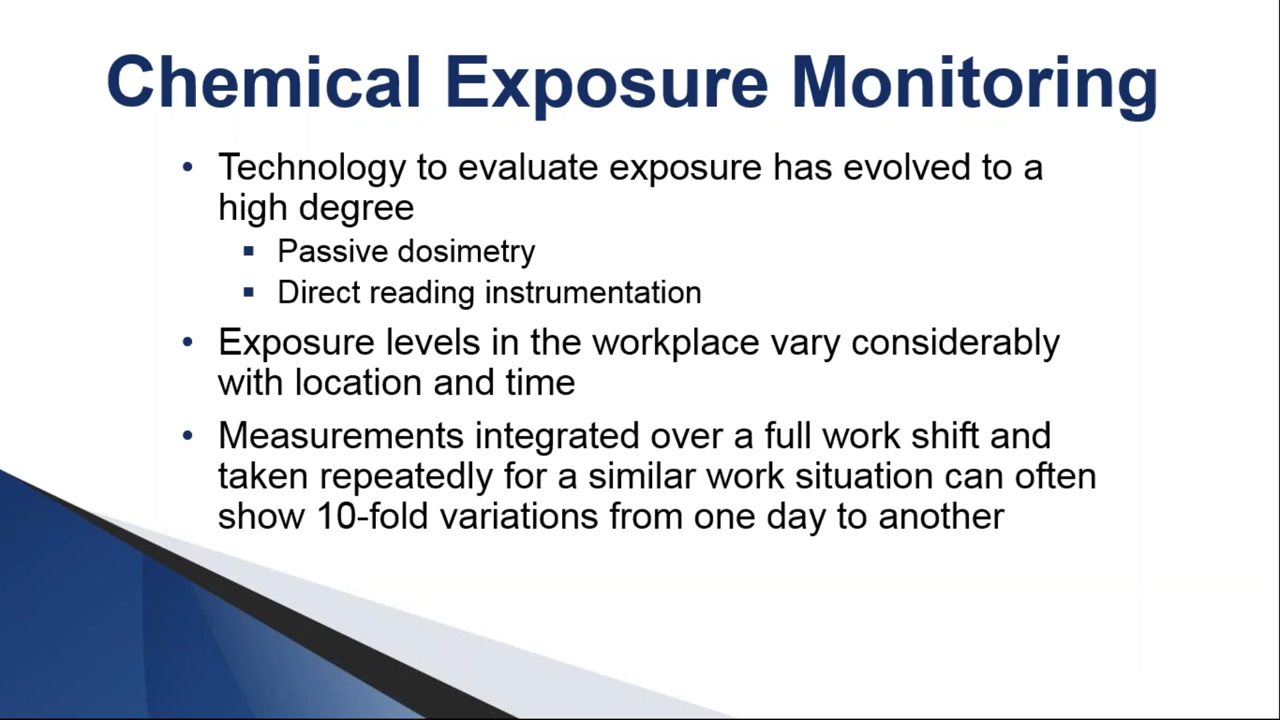 Chemical Exposure Monitoring
• Technology to evaluate exposure has evolved to a
high degree
▪ Passive dosimetry
▪ Direct reading instrumentation
• Exposure levels in the workplace vary considerably
with location and time
• Measurements integrated over a full work shift and
taken repeatedly for a similar work situation can often
show 10-fold variations from one day to another